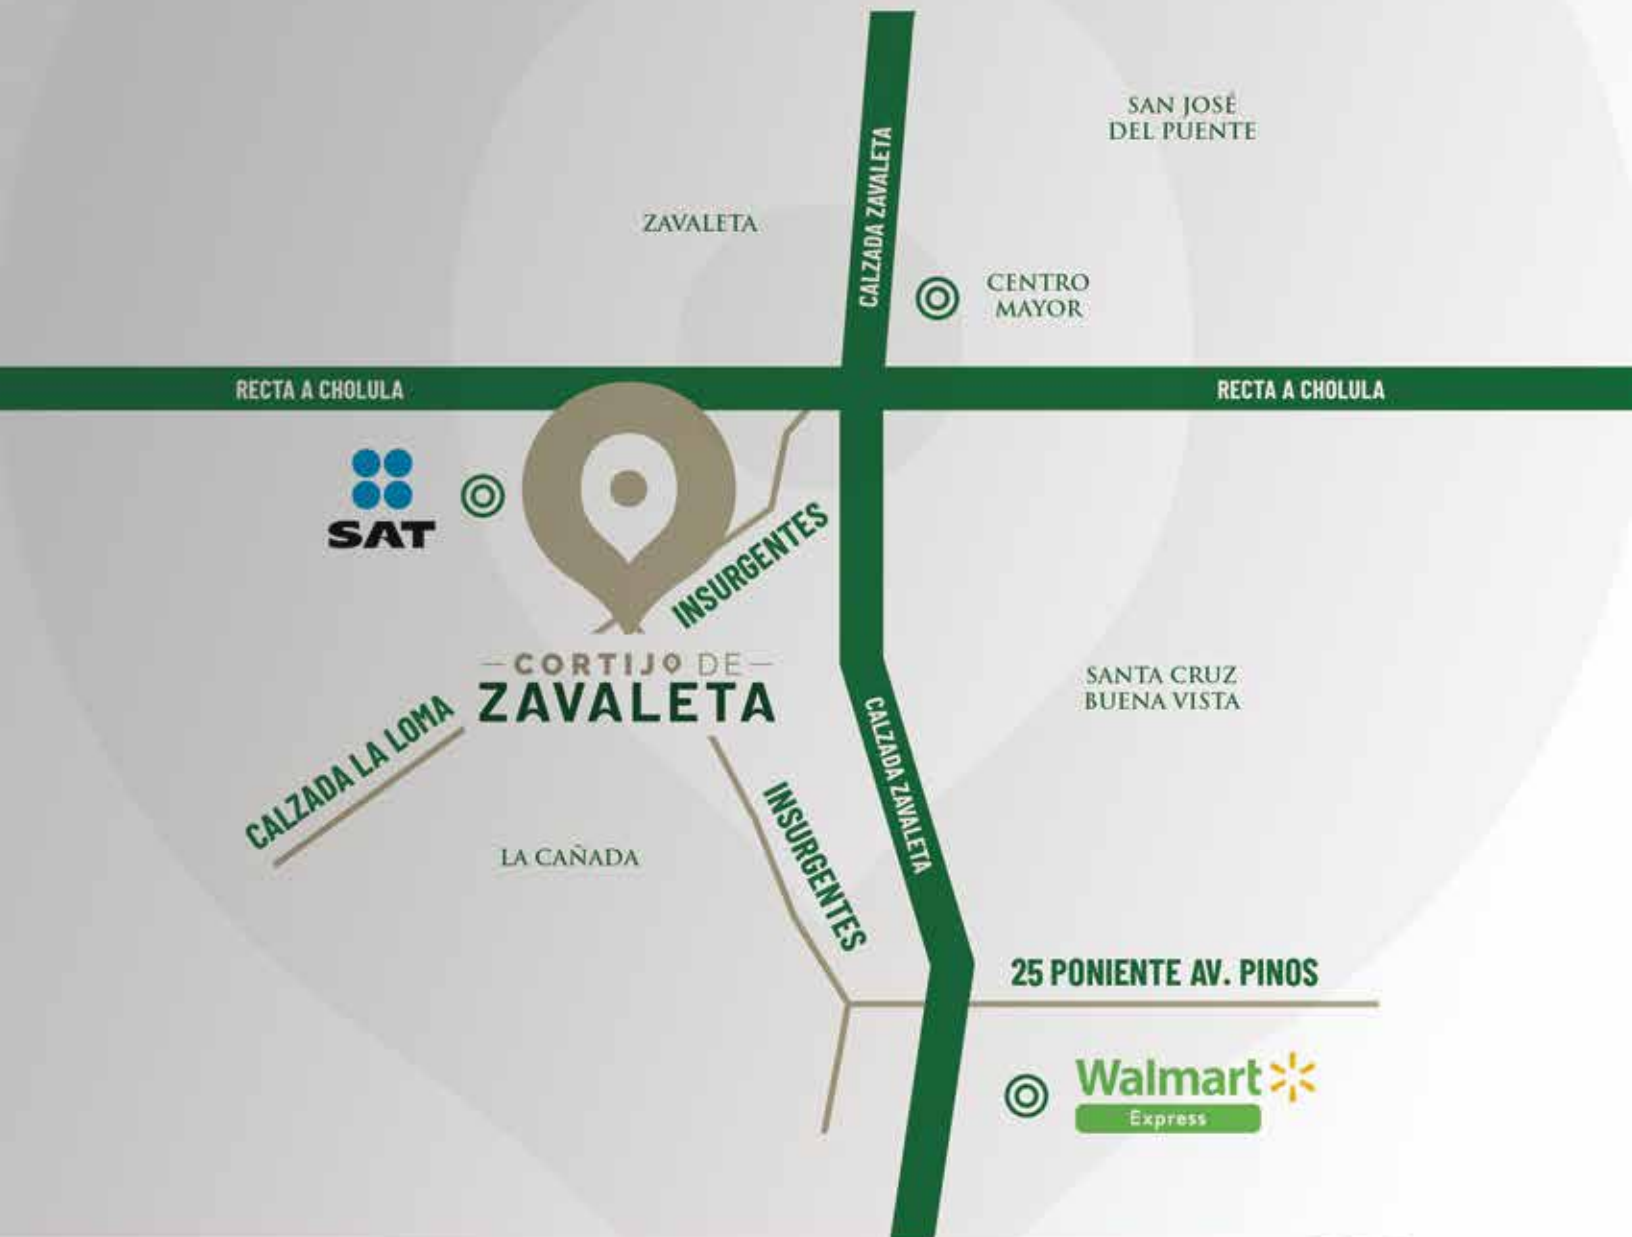 SAN JOSÉ
DEL PUENTE
CALZADA ZAVALETA
ZAVALETA
CENTRO
MAYOR
RECTA A CHOLULA
RECTA A CHOLULA
SAT
INSURGENTES
CORTIJO DE
ZAVALETA
SANTA CRUZ
BUENA VISTA
CALZADA LA LOMA
CALZADA ZAVALETA
INSURGENTES
LA CAÑADA
25 PONIENTE AV. PINOS
Walmart
Express